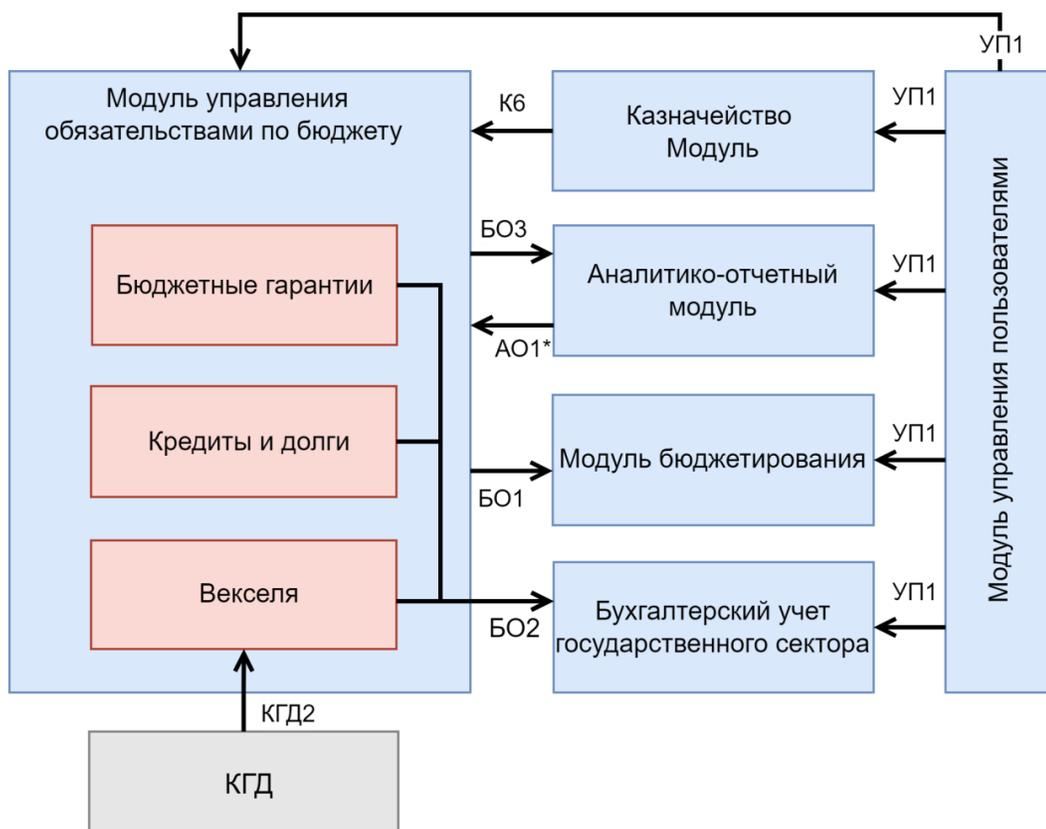 УП1
Модуль управления
обязательствами по бюджету
К6
Казначейство
Модуль
УП1
Бюджетные гарантии
БО3
АО1*
Аналитико-отчетный
модуль
УП1
Модуль управления пользователями
Кредиты и долги
БО1
Модуль бюджетирования
УП1
Векселя
БО2
Бухгалтерский учет
государственного сектора
УП1
КГД2
КГД